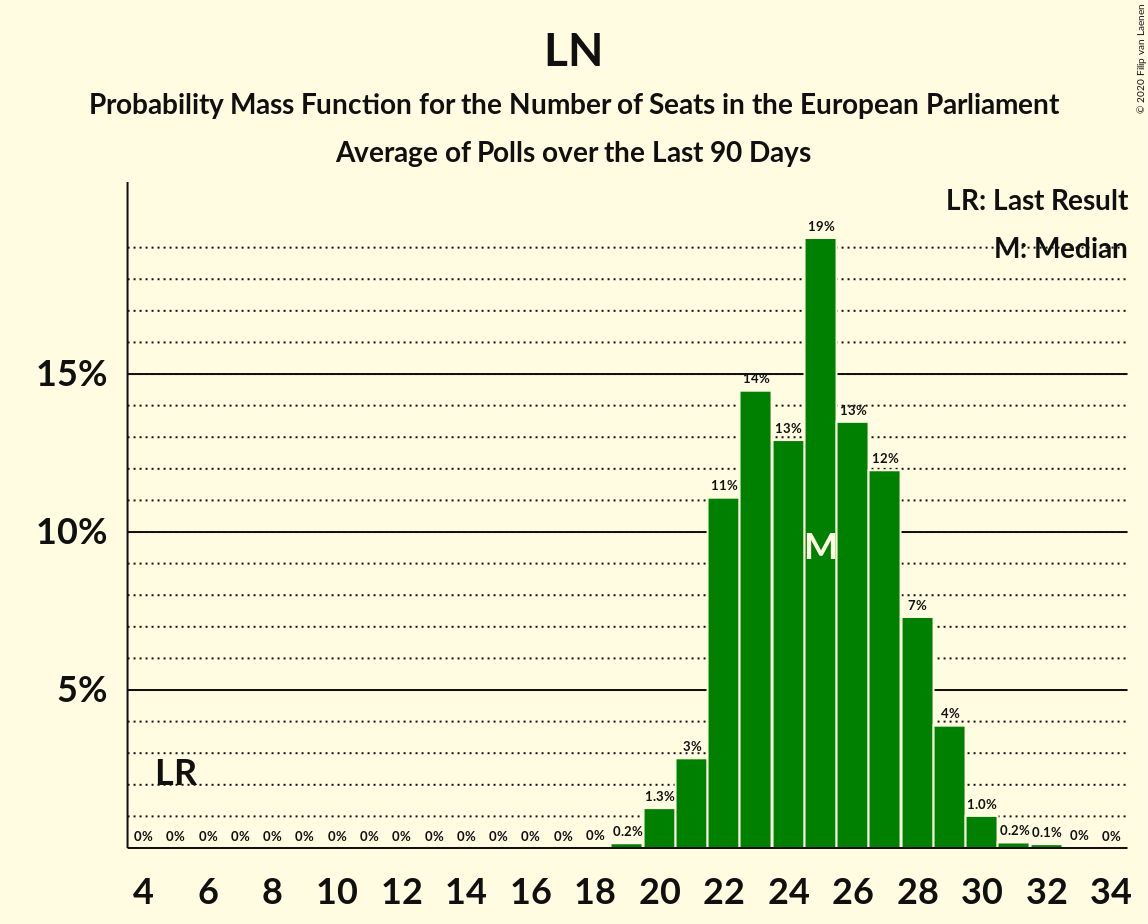 LN
Probability Mass Function for the Number of Seats in the European Parliament
Average of Polls over the Last 90 Days
© 2020 Filip van Laenen
LR: Last Result
M: Median
15%
10%
5%
LR
M
0% 0% 0% 0% 0% 0% 0% 0% 0% 0% 0% 0% 0% 0% 0% 0.2% 1.3% 3% 11% 14% 13% 19% 13% 12% 7% 4% 1.0% 0.2% 0.1% 0% 0%
4 6 8 10 12 14 16 18 20 22 24 26 28 30 32 34